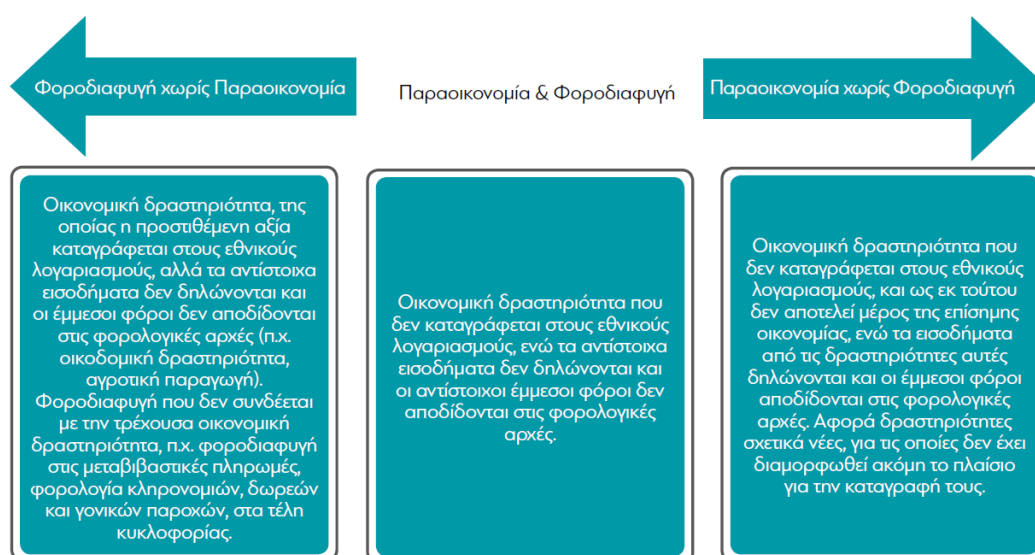 Φοροδιαφυγή χωρίς Παραοικονομία
Παραοικονομία & Φοροδιαφυγή
Παραοικονομία χωρίς Φοροδιαφυγή
Οικονομική δραστηριότητα, της
οποίας η προστιθέμενη αξία
καταγράφεται στους εθνικούς
λογαριασμούς, αλλά τα αντίστοιχα
εισοδήματα δεν δηλώνονται και
οι έμμεσοι φόροι δεν αποδίδονται
στις φορολογικές αρχές (π.χ.
οικοδομική δραστηριότητα,
αγροτική παραγωγή).
Φοροδιαφυγή που δεν συνδέεται
με την τρέχουσα οικονομική
δραστηριότητα, π.χ. φοροδιαφυγή
στις μεταβιβαστικές πληρωμές,
φορολογία κληρονομιών, δωρεών
και γονικών παροχών, στα τέλη
κυκλοφορίας.
Οικονομική δραστηριότητα που
δεν καταγράφεται στους εθνικούς
λογαριασμούς, ενώ τα αντίστοιχα
εισοδήματα δεν δηλώνονται και
οι αντίστοιχοι έμμεσοι φόροι δεν
αποδίδονται στις φορολογικές
αρχές.
Οικονομική δραστηριότητα που
δεν καταγράφεται στους εθνικούς
λογαριασμούς, και ως εκ τούτου
δεν αποτελεί μέρος της επίσημης
οικονομίας, ενώ τα εισοδήματα
από τις δραστηριότητες αυτές
δηλώνονται και οι έμμεσοι φόροι
αποδίδονται στις φορολογικές
αρχές. Αφορά δραστηριότητες
σχετικά νέες, για τις οποίες δεν έχει
διαμορφωθεί ακόμη το πλαίσιο
για την καταγραφή τους.